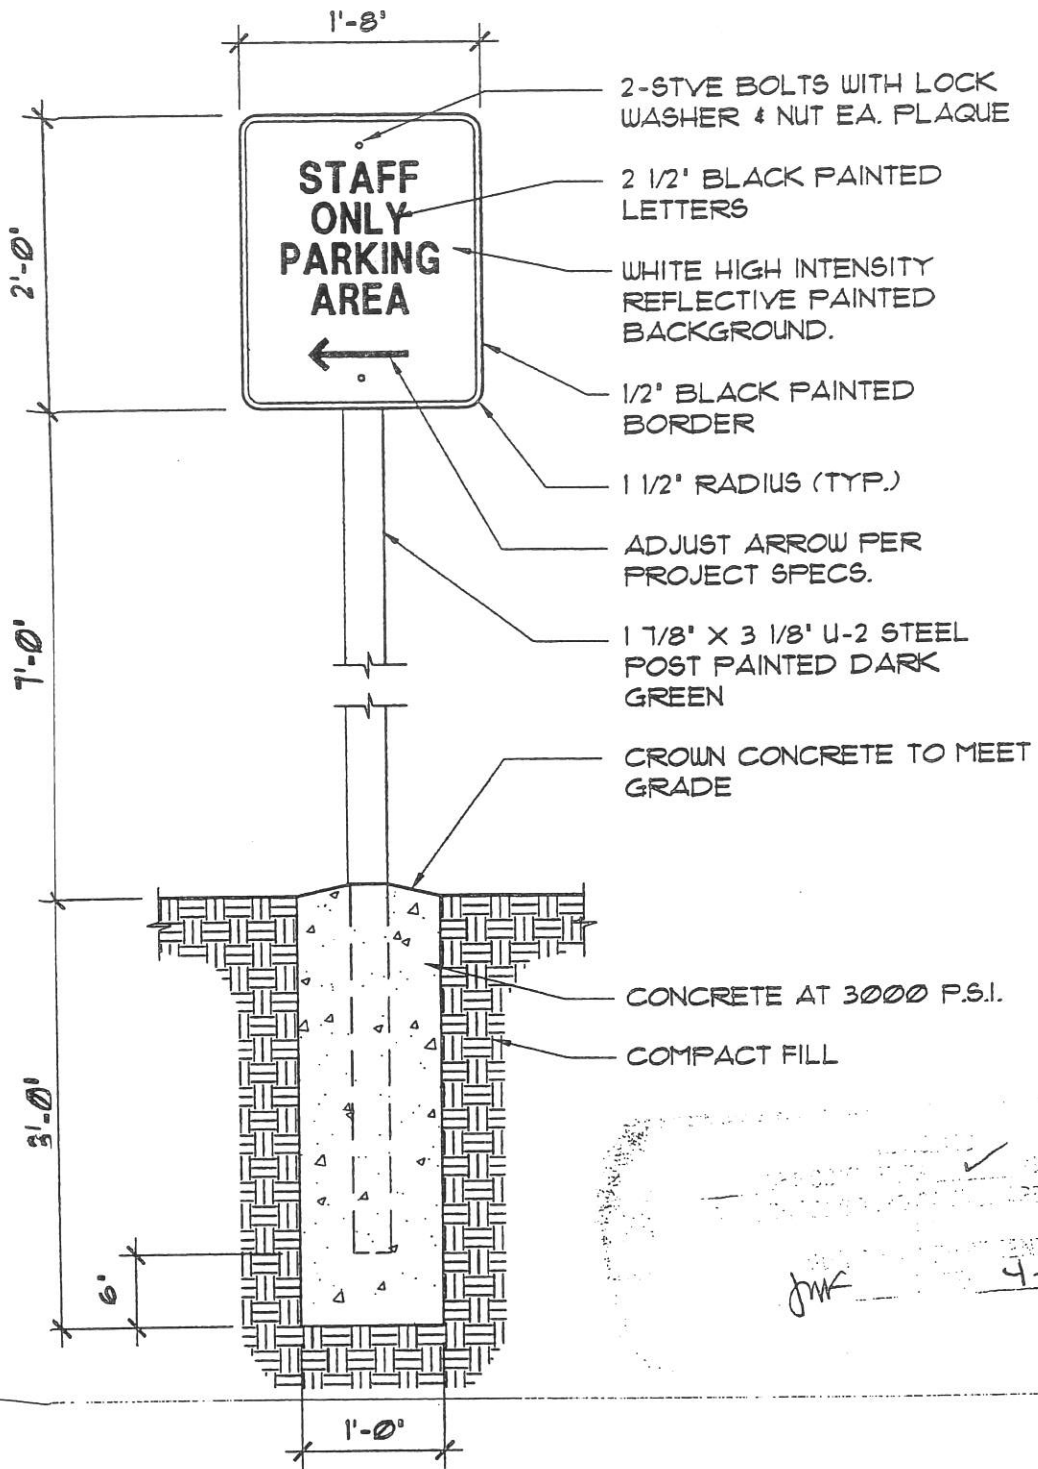 1'-8"
2-STVE BOLTS WITH LOCK
WASHER & NUT EA. PLAQUE
STAFF
ONLY
PARKING
AREA
2 1/2" BLACK PAINTED
LETTERS
WHITE HIGH INTENSITY
REFLECTIVE PAINTED
BACKGROUND.
1/2" BLACK PAINTED
BORDER
1 1/2" RADIUS (TYP.)
ADJUST ARROW PER
PROJECT SPECS.
1 7/8" X 3 1/8" U-2 STEEL
POST PAINTED DARK
GREEN
CROWN CONCRETE TO MEET
GRADE
CONCRETE AT 3000 P.S.I.
COMPACT FILL
2'-0"
7'-0"
3'-0"
6"
1'-0"